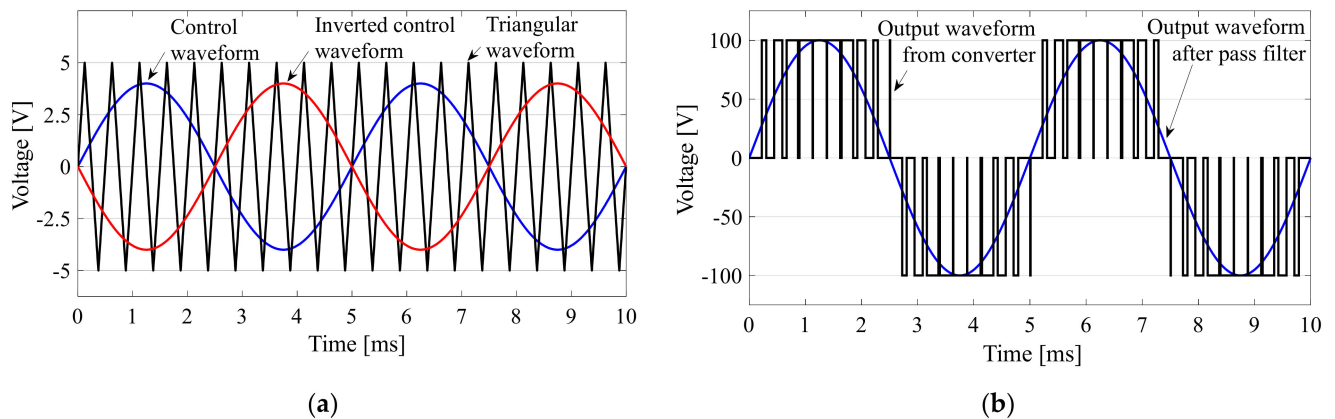 Control
waveform
Inverted control
waveform
Triangular
waveform
Voltage [V]
5
2.5
0
-2.5
-5
0 1 2 3 4 5 6 7 8 9 10
Time [ms]
(a)
Output waveform
from converter
Output waveform
after pass filter
Voltage [V]
100
50
0
-50
-100
0 1 2 3 4 5 6 7 8 9 10
Time [ms]
(b)